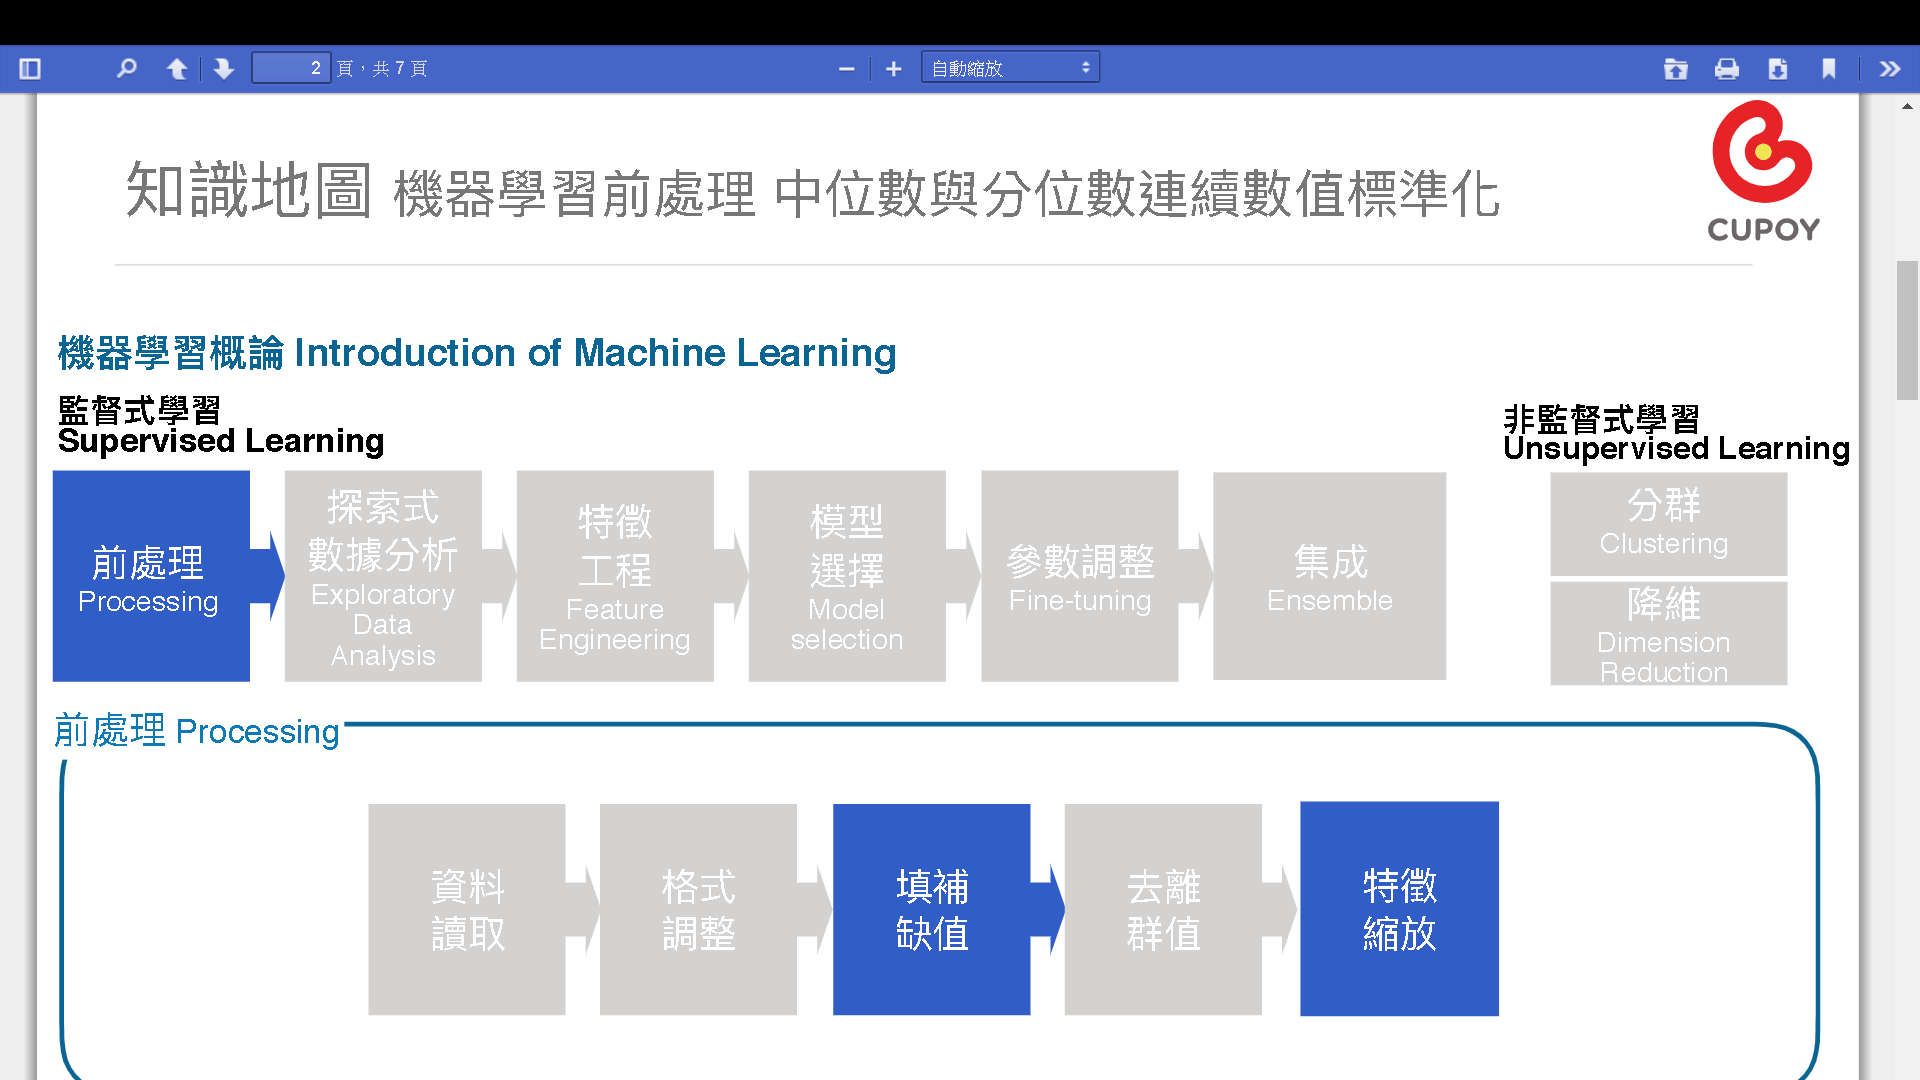 2 頁，共 7 頁
自動縮放
CUPOY
知識地圖 機器學習前處理 中位數與分位數連續數值標準化
機器學習概論 Introduction of Machine Learning
監督式學習
Supervised Learning
非監督式學習
Unsupervised Learning
前處理
Processing
探索式
數據分析
Exploratory
Data
Analysis
特徵
工程
Feature
Engineering
模型
選擇
Model
selection
參數調整
Fine-tuning
集成
Ensemble
分群
Clustering
降維
Dimension
Reduction
前處理 Processing
資料
讀取
格式
調整
填補
缺值
去離
群值
特徵
縮放